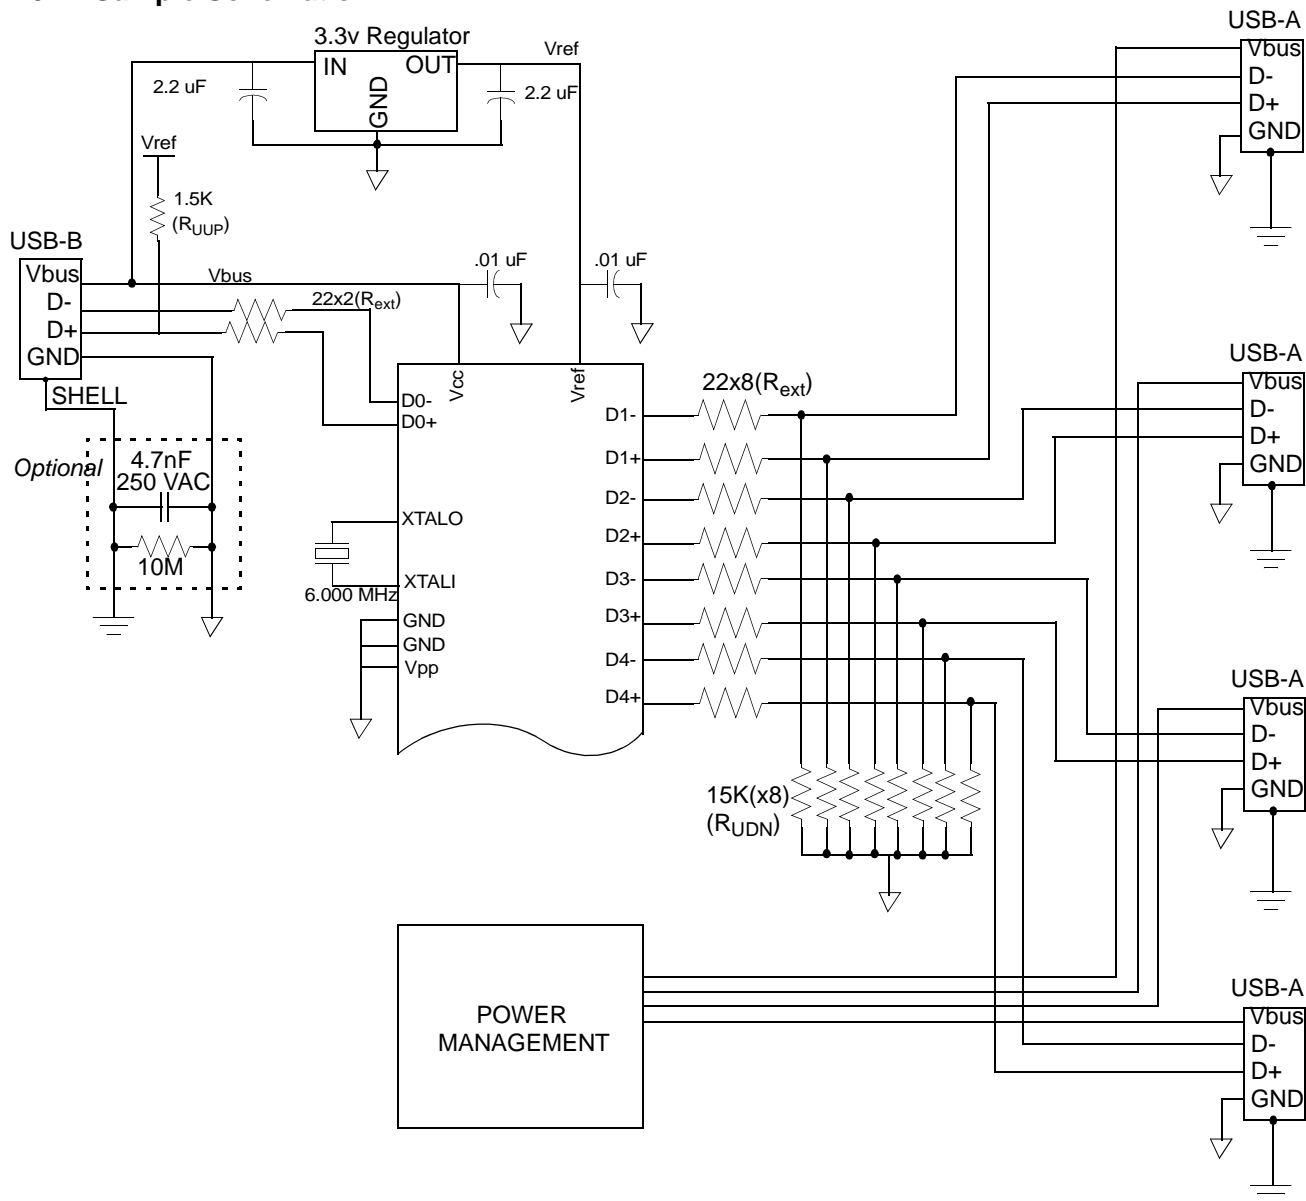 3.3v Regulator
IN
OUT
GND
Vref
2.2 uF
2.2 uF
Vref
1.5K
(RUUP)
USB-B
Vbus
D-
D+
GND
SHELL
Vbus
22x2(Rext)
.01 uF
.01 uF
Optional
4.7nF
250 VAC
10M
Vcc
Vref
D0-
D0+
XTALO
XTALI
6.000 MHz
GND
GND
Vpp
D1-
D1+
D2-
D2+
D3-
D3+
D4-
D4+
22x8(Rext)
15K(x8)
(RUDN)
POWER
MANAGEMENT
USB-A
Vbus
D-
D+
GND
USB-A
Vbus
D-
D+
GND
USB-A
Vbus
D-
D+
GND
USB-A
Vbus
D-
D+
GND